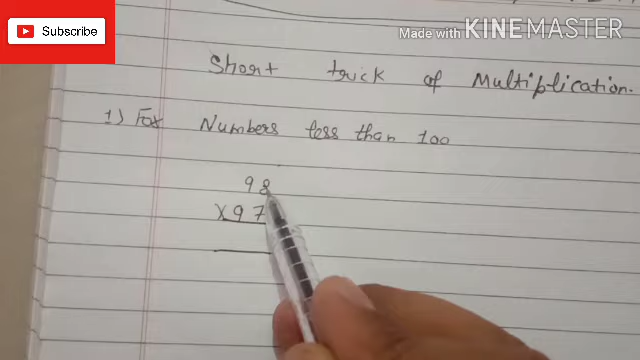 Subscribe
Made with KINEMASTER
Short trick of Multiplication.
1) For Numbers less than 100
98
X97